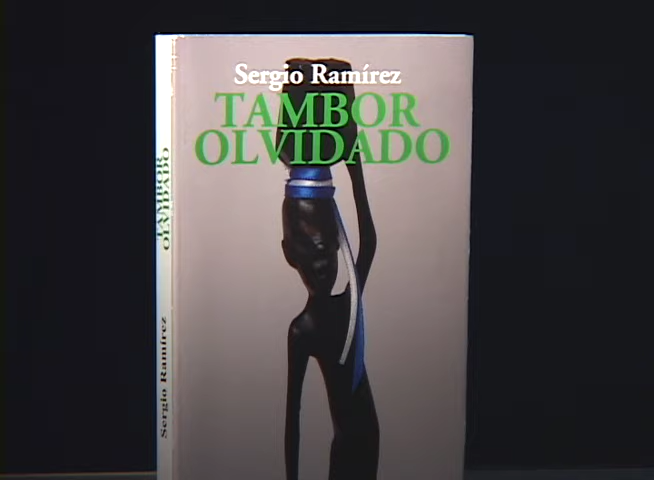 Sergio Ramírez
TAMBOR
OLVIDADO
TAMBOR
OLVIDADO
Sergio Ramírez